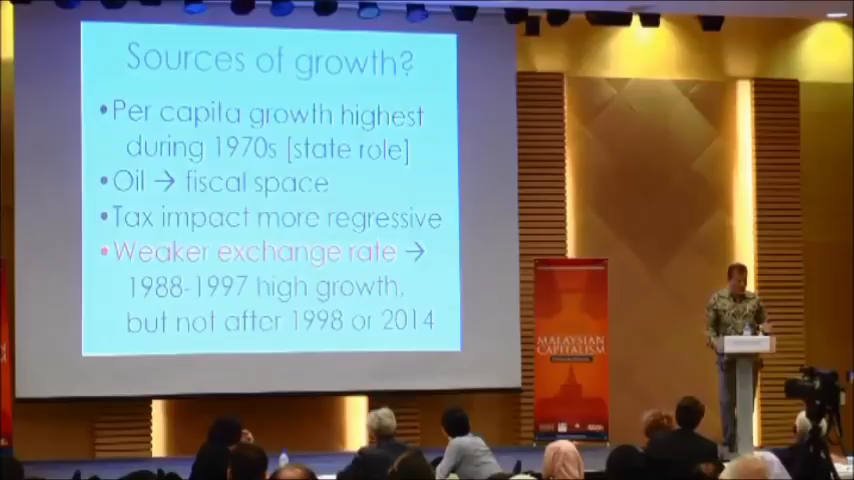 Sources of growth?
•Per capita growth highest
during 1970s [state role]
•Oil → fiscal space
•Tax impact more regressive
•Weaker exchange rate →
1988-1997 high growth,
but not after 1998 or 2014
MALAYSIAN
CAPITALISM